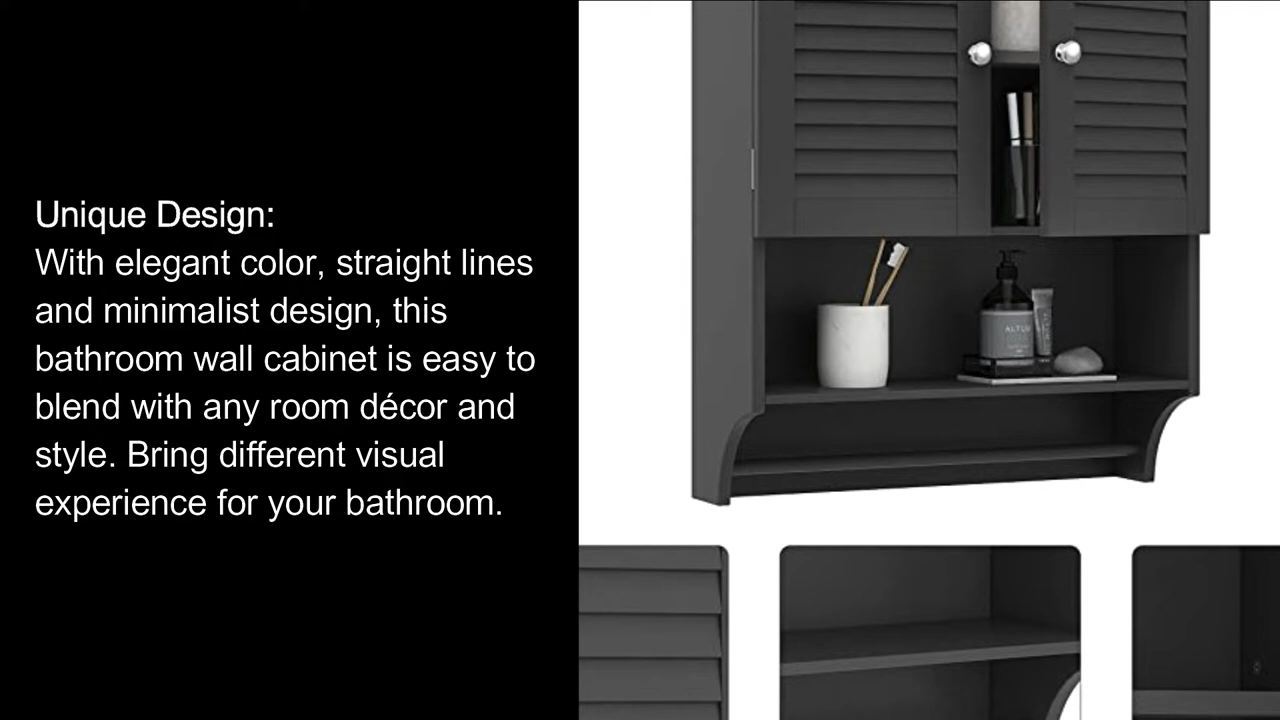 Unique Design:
With elegant color, straight lines
and minimalist design, this
bathroom wall cabinet is easy to
blend with any room décor and
style. Bring different visual
experience for your bathroom.